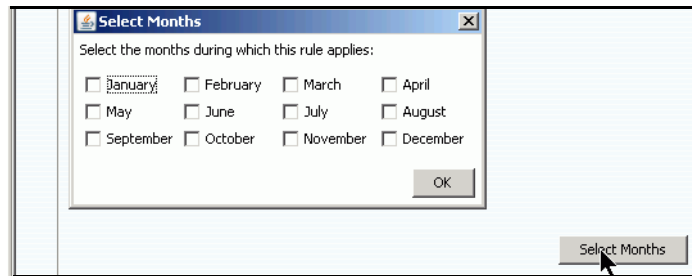 Select Months
Select the months during which this rule applies:
January February March April
May June July August
September October November December
OK
Select Months